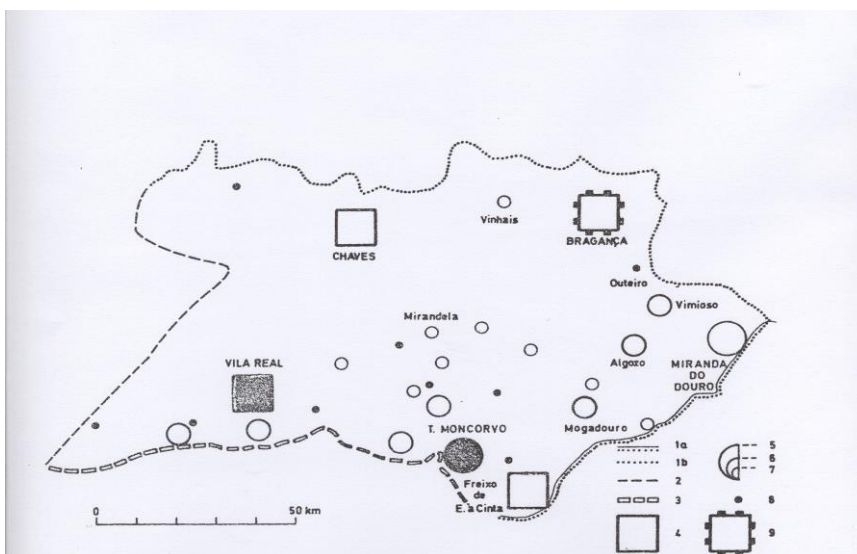 Vinhais
BRAGANÇA
CHAVES
Outeiro
Vimioso
Mirandela
Algozo
MIRANDA
DO
DOURO
VILA REAL
Mogadouro
T. MONCORVO
Freixo
de
E. à Cinta
0 50 km
1a
1b
2
3
4
5
6
7
8
9